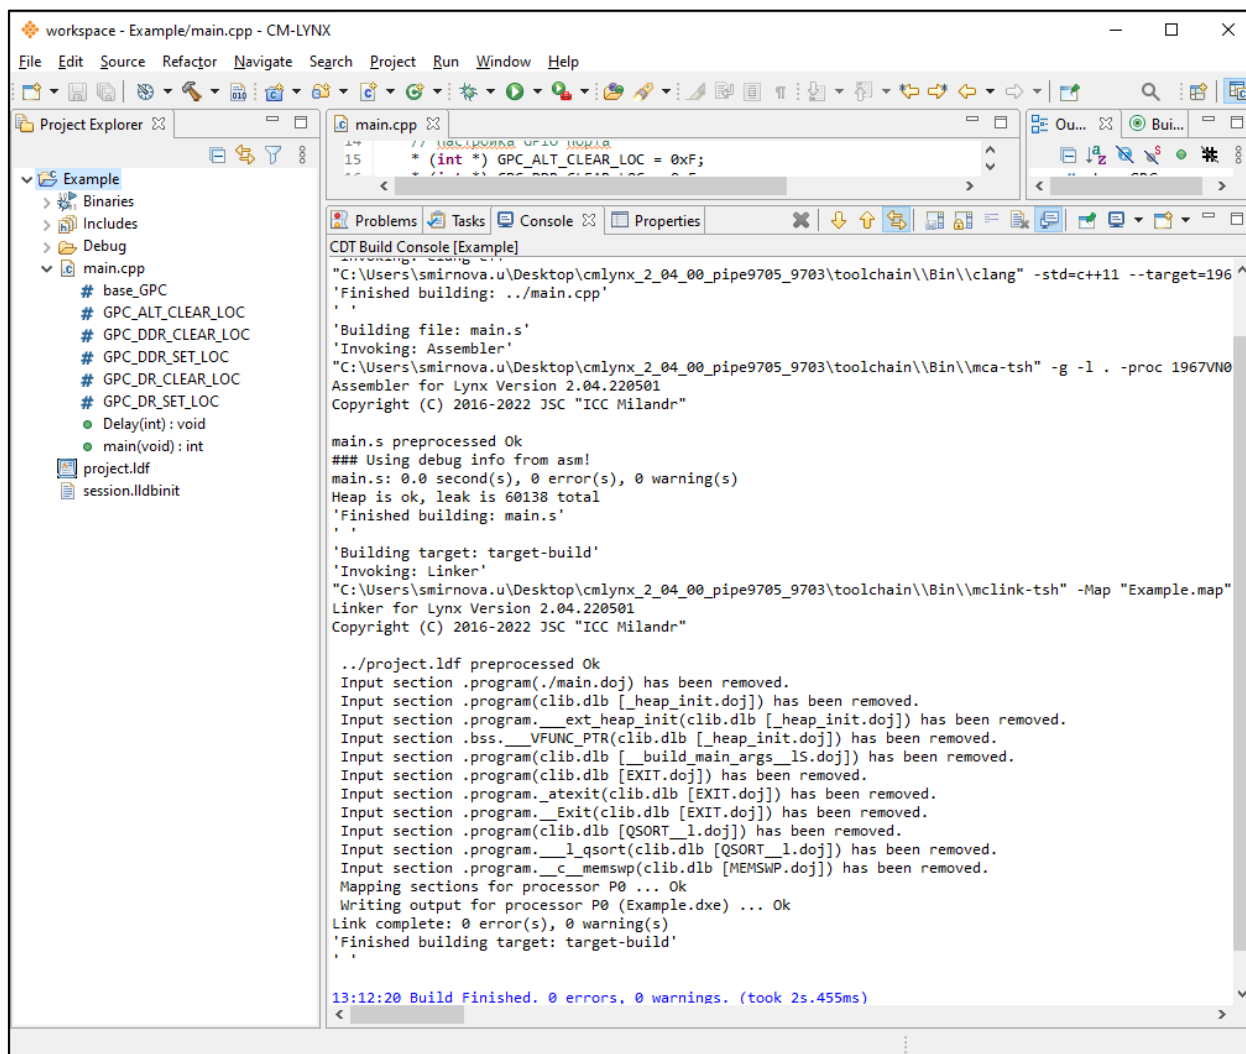 workspace - Example/main.cpp - CM-LYNX
File Edit Source Refactor Navigate Search Project Run Window Help
Project Explorer
Example
Binaries
Includes
Debug
main.cpp
base_GPC
GPC_ALT_CLEAR_LOC
GPC_DDR_CLEAR_LOC
GPC_DDR_SET_LOC
GPC_DR_CLEAR_LOC
GPC_DR_SET_LOC
Delay(int) : void
main(void) : int
project.ldf
session.lldbinit
main.cpp
14 // Настройка GPIO порта
15 * (int *) GPC_ALT_CLEAR_LOC = 0xF;
Ou... Bui...
Problems Tasks Console Properties
CDT Build Console [Example]
"C:\Users\smirnova.u\Desktop\cmlynx_2_04_00_pipe9705_9703\toolchain\\Bin\\clang" -std=c++11 --target=196
'Finished building: ../main.cpp'
' '
'Building file: main.s'
'Invoking: Assembler'
"C:\Users\smirnova.u\Desktop\cmlynx_2_04_00_pipe9705_9703\toolchain\\Bin\\mca-tsh" -g -l . -proc 1967VN0
Assembler for Lynx Version 2.04.220501
Copyright (C) 2016-2022 JSC "ICC Milandr"
main.s preprocessed Ok
### Using debug info from asm!
main.s: 0.0 second(s), 0 error(s), 0 warning(s)
Heap is ok, leak is 60138 total
'Finished building: main.s'
' '
'Building target: target-build'
'Invoking: Linker'
"C:\Users\smirnova.u\Desktop\cmlynx_2_04_00_pipe9705_9703\toolchain\\Bin\\mclink-tsh" -Map "Example.map"
Linker for Lynx Version 2.04.220501
Copyright (C) 2016-2022 JSC "ICC Milandr"
../project.ldf preprocessed Ok
Input section .program(./main.doj) has been removed.
Input section .program(clib.dlb [_heap_init.doj]) has been removed.
Input section .program.___ext_heap_init(clib.dlb [_heap_init.doj]) has been removed.
Input section .bss.___VFUNC_PTR(clib.dlb [_heap_init.doj]) has been removed.
Input section .program(clib.dlb [__build_main_args__lS.doj]) has been removed.
Input section .program(clib.dlb [EXIT.doj]) has been removed.
Input section .program._atexit(clib.dlb [EXIT.doj]) has been removed.
Input section .program.__Exit(clib.dlb [EXIT.doj]) has been removed.
Input section .program(clib.dlb [QSORT__l.doj]) has been removed.
Input section .program.___l_qsort(clib.dlb [QSORT__l.doj]) has been removed.
Input section .program.__c__memswp(clib.dlb [MEMSWP.doj]) has been removed.
Mapping sections for processor P0 ... Ok
Writing output for processor P0 (Example.dxe) ... Ok
Link complete: 0 error(s), 0 warning(s)
'Finished building target: target-build'
' '
13:12:20 Build Finished. 0 errors, 0 warnings. (took 2s.455ms)